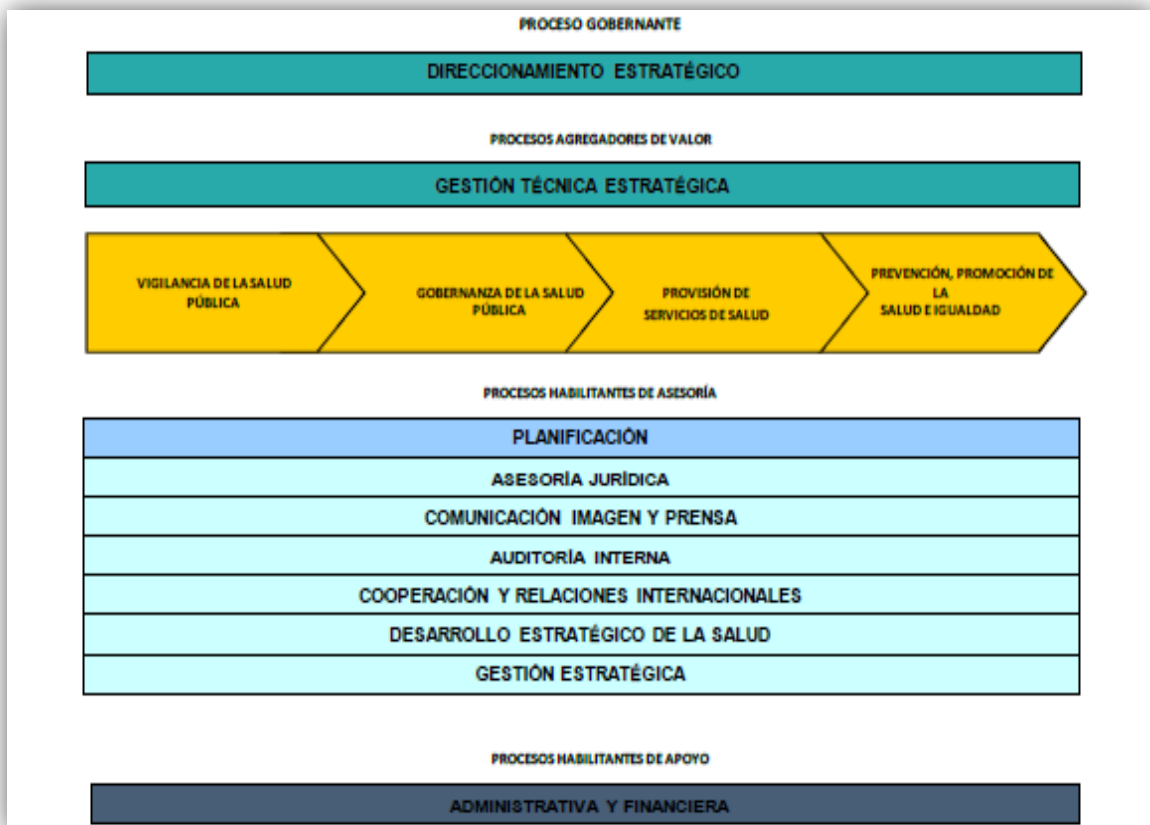 PROCESO GOBERNANTE
DIRECCIONAMIENTO ESTRATÉGICO
PROCESOS AGREGADORES DE VALOR
GESTIÓN TÉCNICA ESTRATÉGICA
VIGILANCIA DE LA SALUD
PÚBLICA
GOBERNANZA DE LA SALUD
PÚBLICA
PROVISIÓN DE
SERVICIOS DE SALUD
PREVENCIÓN, PROMOCIÓN DE
LA
SALUD E IGUALDAD
PROCESOS HABILITANTES DE ASESORÍA
PLANIFICACIÓN
ASESORÍA JURÍDICA
COMUNICACIÓN IMAGEN Y PRENSA
AUDITORÍA INTERNA
COOPERACIÓN Y RELACIONES INTERNACIONALES
DESARROLLO ESTRATÉGICO DE LA SALUD
GESTIÓN ESTRATÉGICA
PROCESOS HABILITANTES DE APOYO
ADMINISTRATIVA Y FINANCIERA